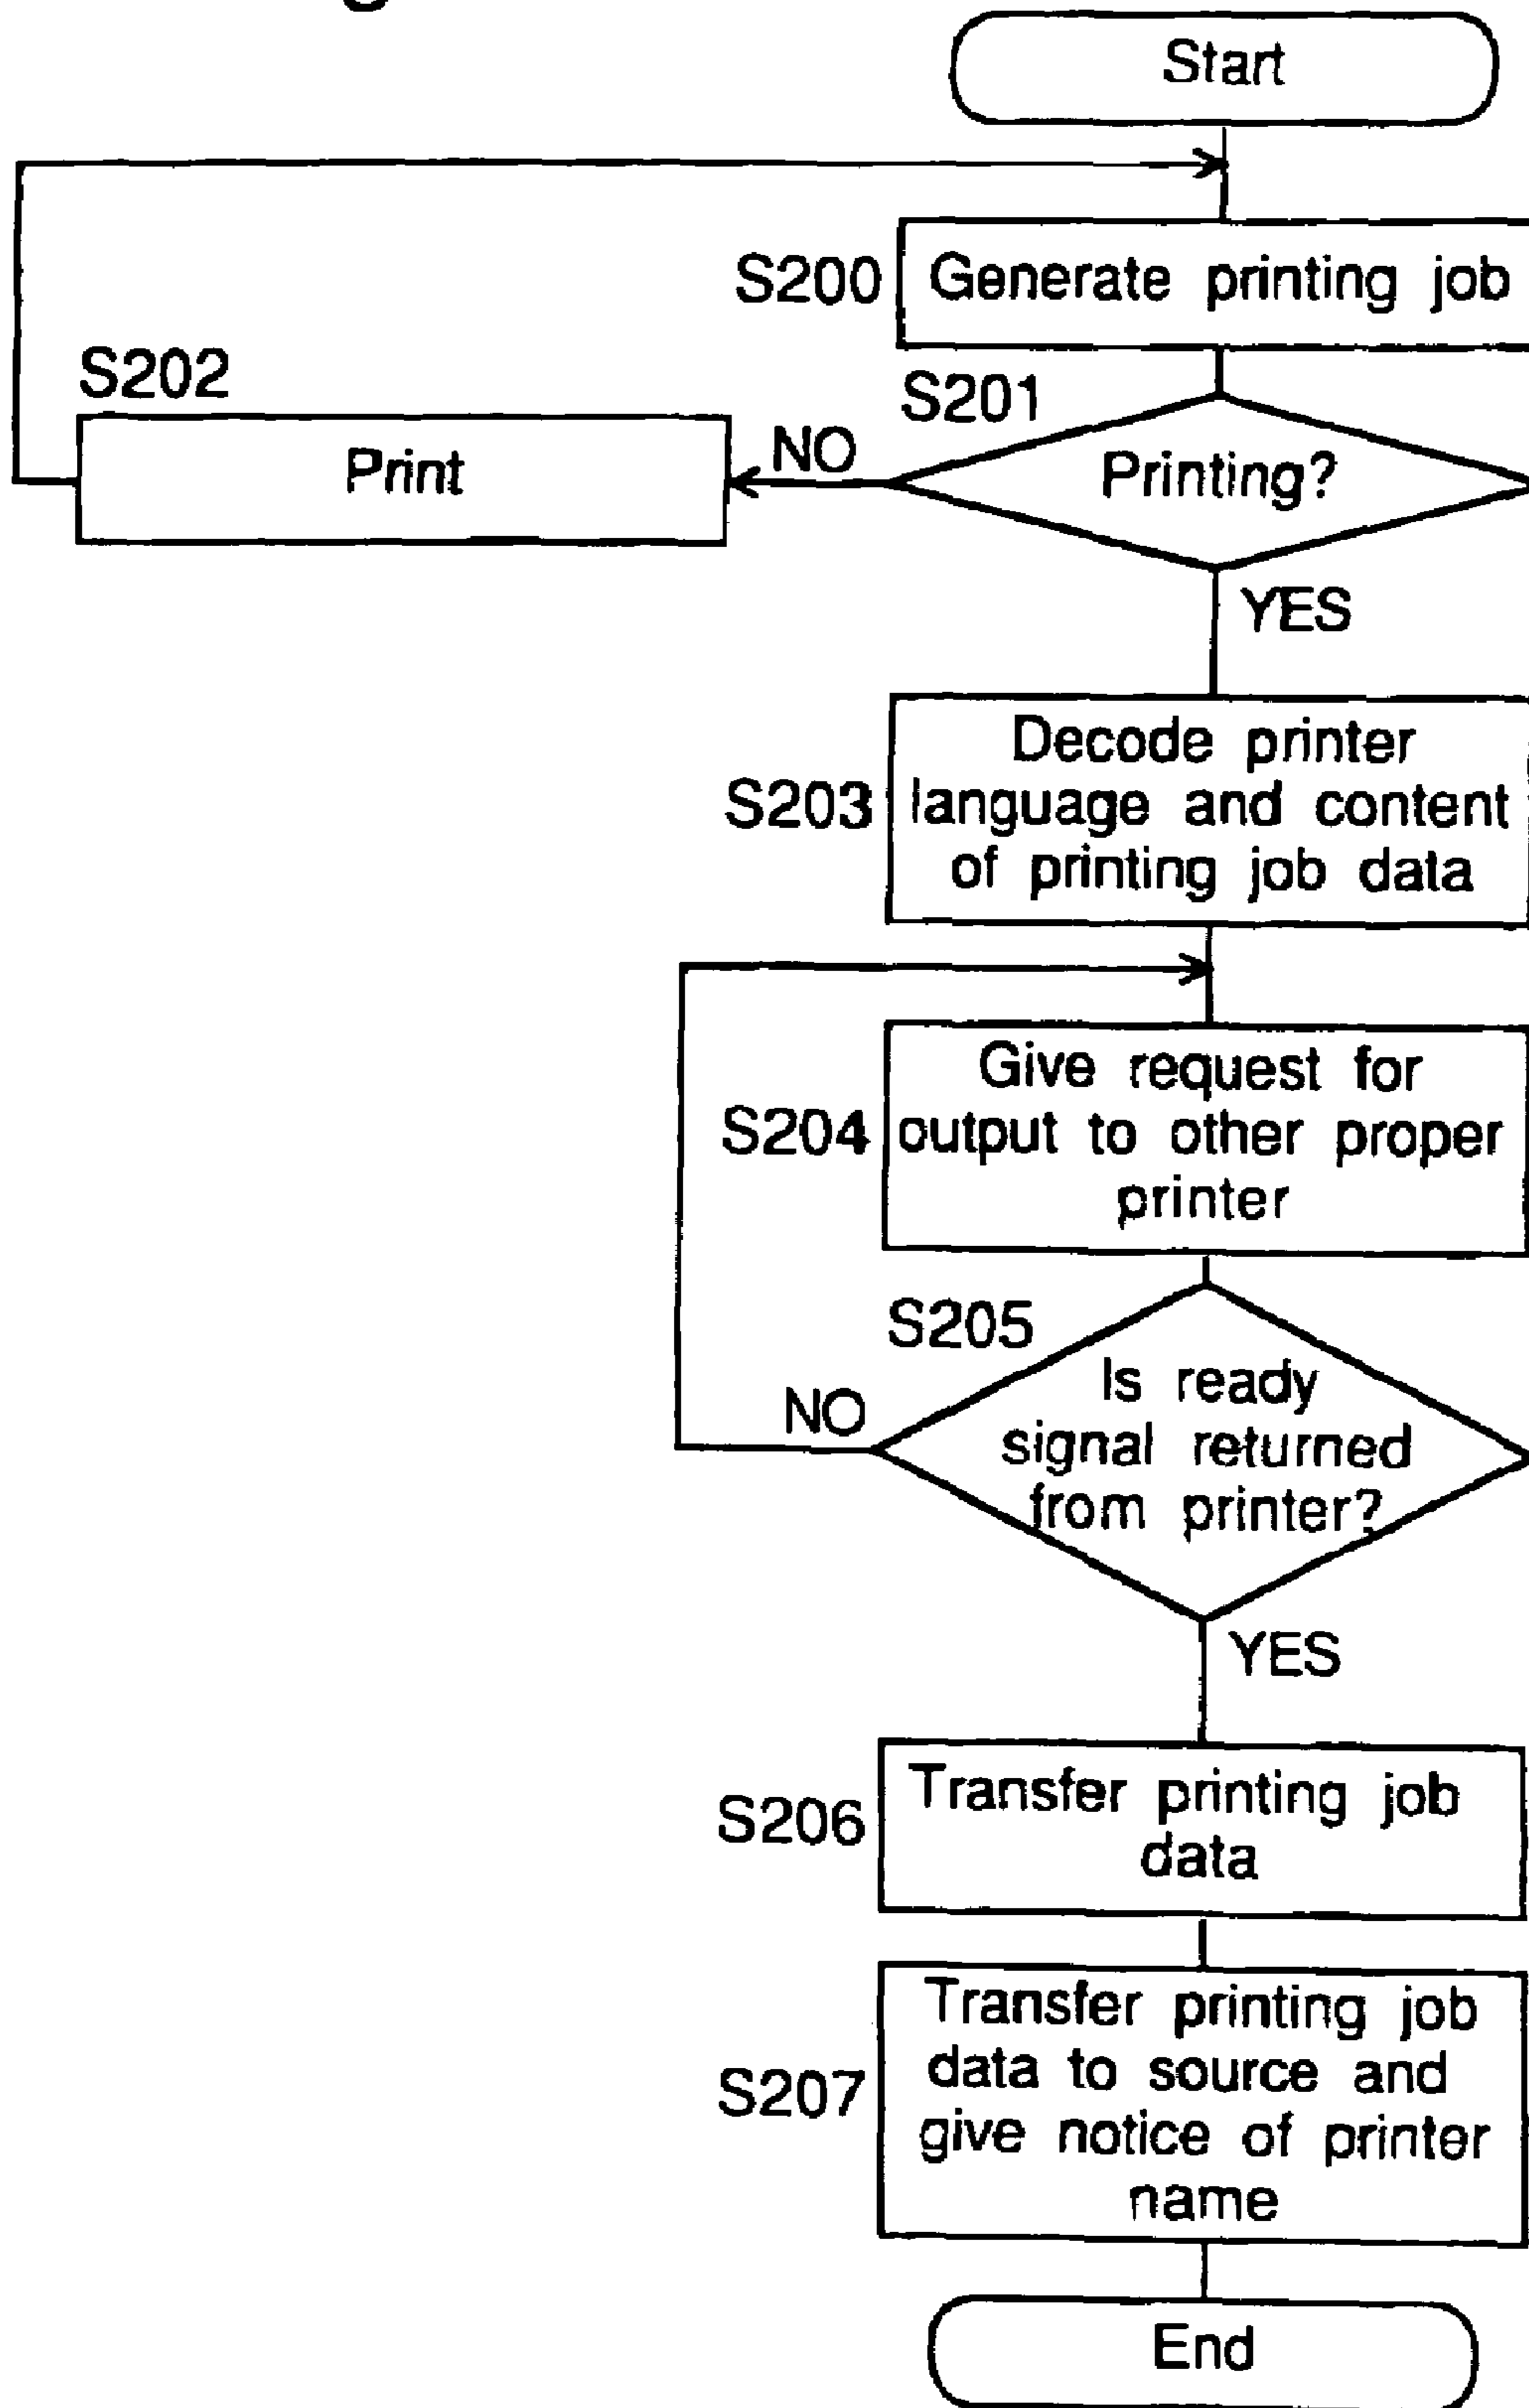 Start
S200
Generate printing job
S202
S201
Print
NO
Printing?
YES
Decode printer
S203
language and content
of printing job data
Give request for
S204
output to other proper
printer
S205
Is ready
NO
signal returned
from printer?
YES
S206
Transfer printing job
data
Transfer printing job
S207
data to source and
give notice of printer
name
End